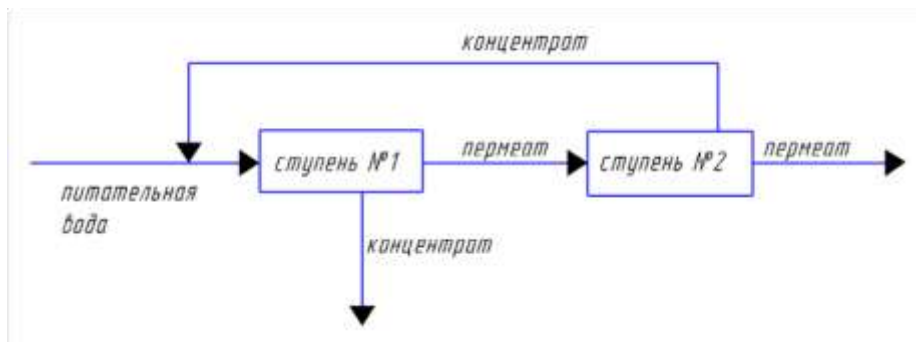 концентрат
ступень №1
пермеат
ступень №2
пермеат
питательная
вода
концентрат